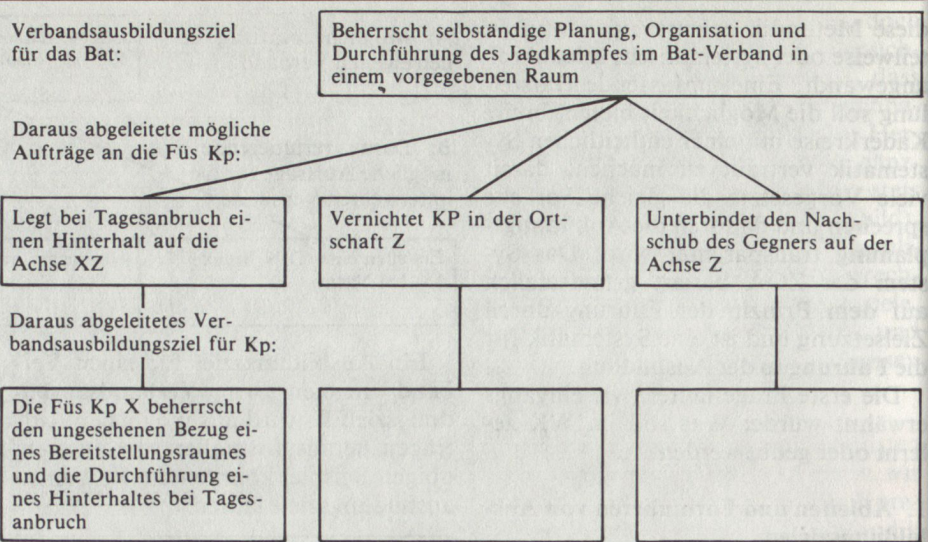 Verbandsausbildungsziel
für das Bat:
Beherrscht selbständige Planung, Organisation und
Durchführung des Jagdkampfes im Bat-Verband in
einem vorgegebenen Raum
Daraus abgeleitete mögliche
Aufträge an die Füs Kp:
Legt bei Tagesanbruch ei-
nen Hinterhalt auf die
Achse XZ
Vernichtet KP in der Ort-
schaft Z
Unterbindet den Nach-
schub des Gegners auf der
Achse Z
Daraus abgeleitetes Ver-
bandsausbildungsziel für Kp:
Die Füs Kp X beherrscht
den ungesehenen Bezug ei-
nes Bereitstellungsraumes
und die Durchführung ei-
nes Hinterhaltes bei Tages-
anbruch